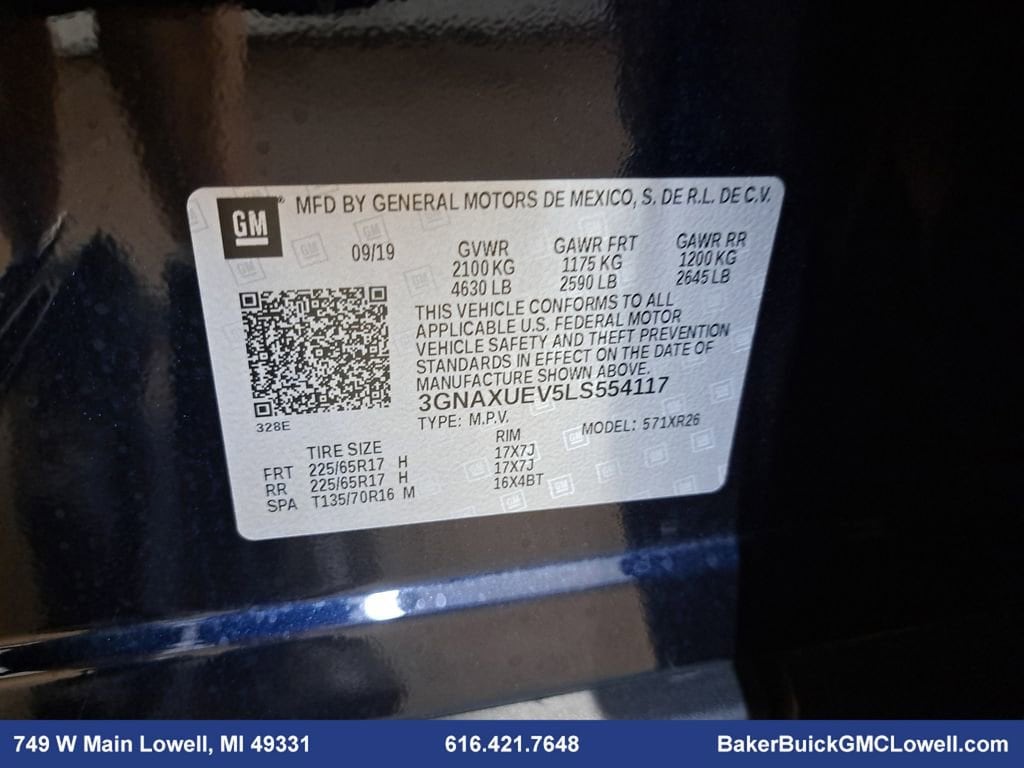 GM
MFD BY GENERAL MOTORS DE MEXICO, S. DE R.L. DE C.V.
09/19
GVWR GAWR FRT GAWR RR
2100 KG 1175 KG 1200 KG
4630 LB 2590 LB 2645 LB
THIS VEHICLE CONFORMS TO ALL
APPLICABLE U.S. FEDERAL MOTOR
VEHICLE SAFETY AND THEFT PREVENTION
STANDARDS IN EFFECT ON THE DATE OF
MANUFACTURE SHOWN ABOVE.
3GNAXUEV5LS554117
328E
TYPE: M.P.V.
MODEL: 571XR26
TIRE SIZE RIM
FRT 225/65R17 H 17X7J
RR 225/65R17 H 17X7J
SPA T135/70R16 M 16X4BT
749 W Main Lowell, MI 49331 616.421.7648 BakerBuickGMCLowell.com